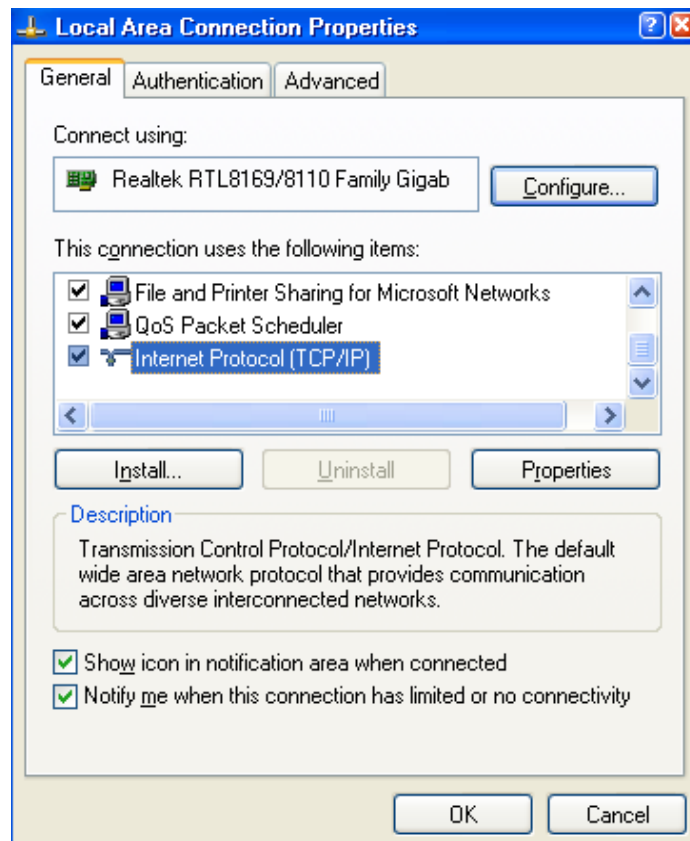 Local Area Connection Properties
General Authentication Advanced
Connect using:
Realtek RTL8169/8110 Family Gigab
Configure...
This connection uses the following items:
File and Printer Sharing for Microsoft Networks
QoS Packet Scheduler
Internet Protocol (TCP/IP)
Install... Uninstall Properties
Description
Transmission Control Protocol/Internet Protocol. The default
wide area network protocol that provides communication
across diverse interconnected networks.
Show icon in notification area when connected
Notify me when this connection has limited or no connectivity
OK Cancel